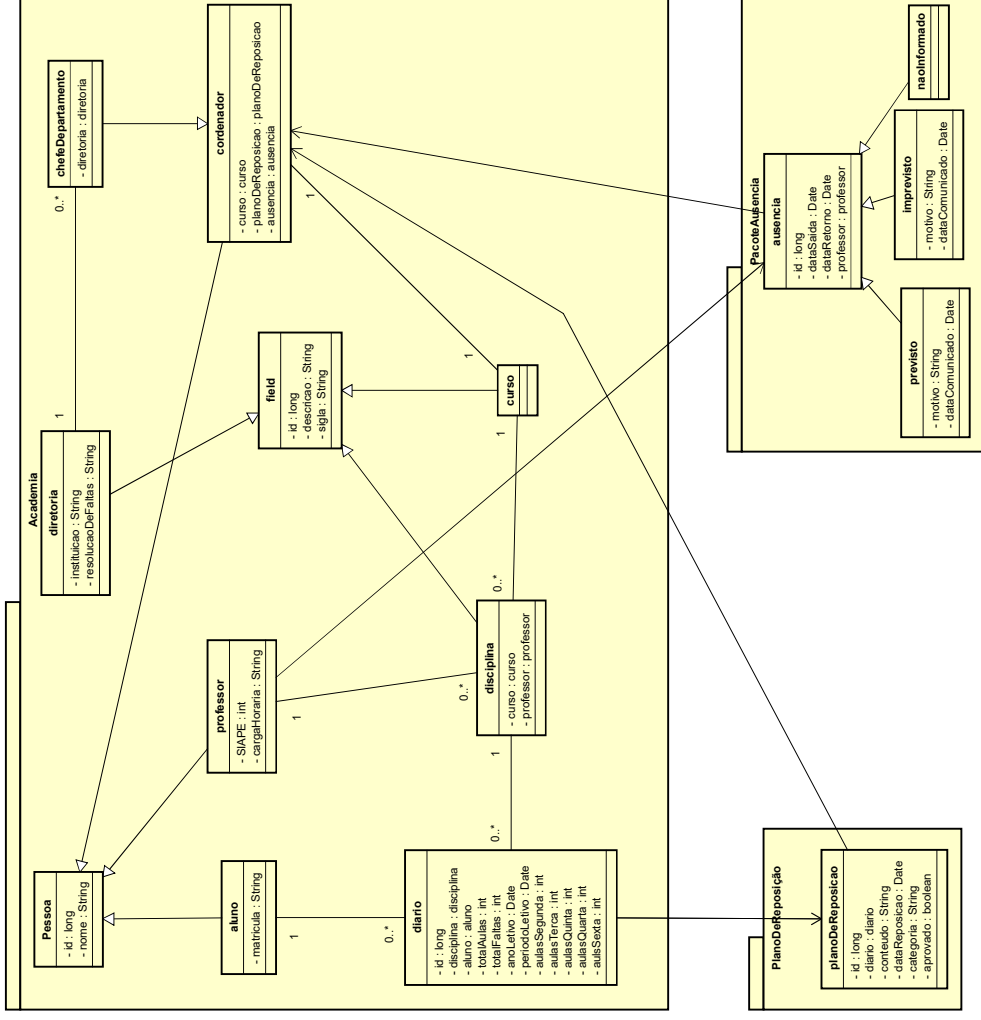 Academia
Pessoa
- id : long
- nome : String
aluno
- matricula : String
1
0..*
diario
- id : long
- disciplina : disciplina
- aluno : aluno
- totalAulas : int
- totalFaltas : int
- anoLetivo : Date
- periodoLetivo : Date
- aulasSegunda : int
- aulasTerca : int
- aulasQuinta : int
- aulasQuarta : int
- aulsSexta : int
0..*
1
professor
- SIAPE : int
- cargaHoraria : String
1
0..*
disciplina
- curso : curso
- professor : professor
0..*
1
diretoria
- instituicao : String
- resolucaoDeFaltas : String
1
0..*
field
- id : long
- descricao : String
- sigla : String
curso
1
1
chefeDepartamento
- diretoria : diretoria
cordenador
- curso : curso
- planoDeReposicao : planoDeReposicao
- ausencia : ausencia
PlanoDeReposição
planoDeReposicao
- id : long
- diario : diario
- conteudo : String
- dataReposicao : Date
- categoria : String
- aprovado : boolean
PacoteAusencia
ausencia
- id : long
- dataSaida : Date
- dataRetorno : Date
- professor : professor
previsto
- motivo : String
- dataComunicado : Date
imprevisto
- motivo : String
- dataComunicado : Date
naoInformado